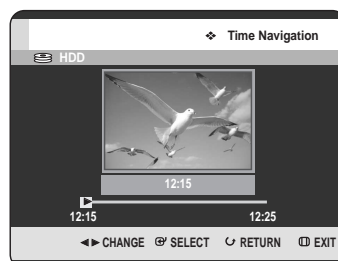 ❖ Time Navigation
HDD
12:15
12:15 12:25
◄► CHANGE SELECT RETURN EXIT